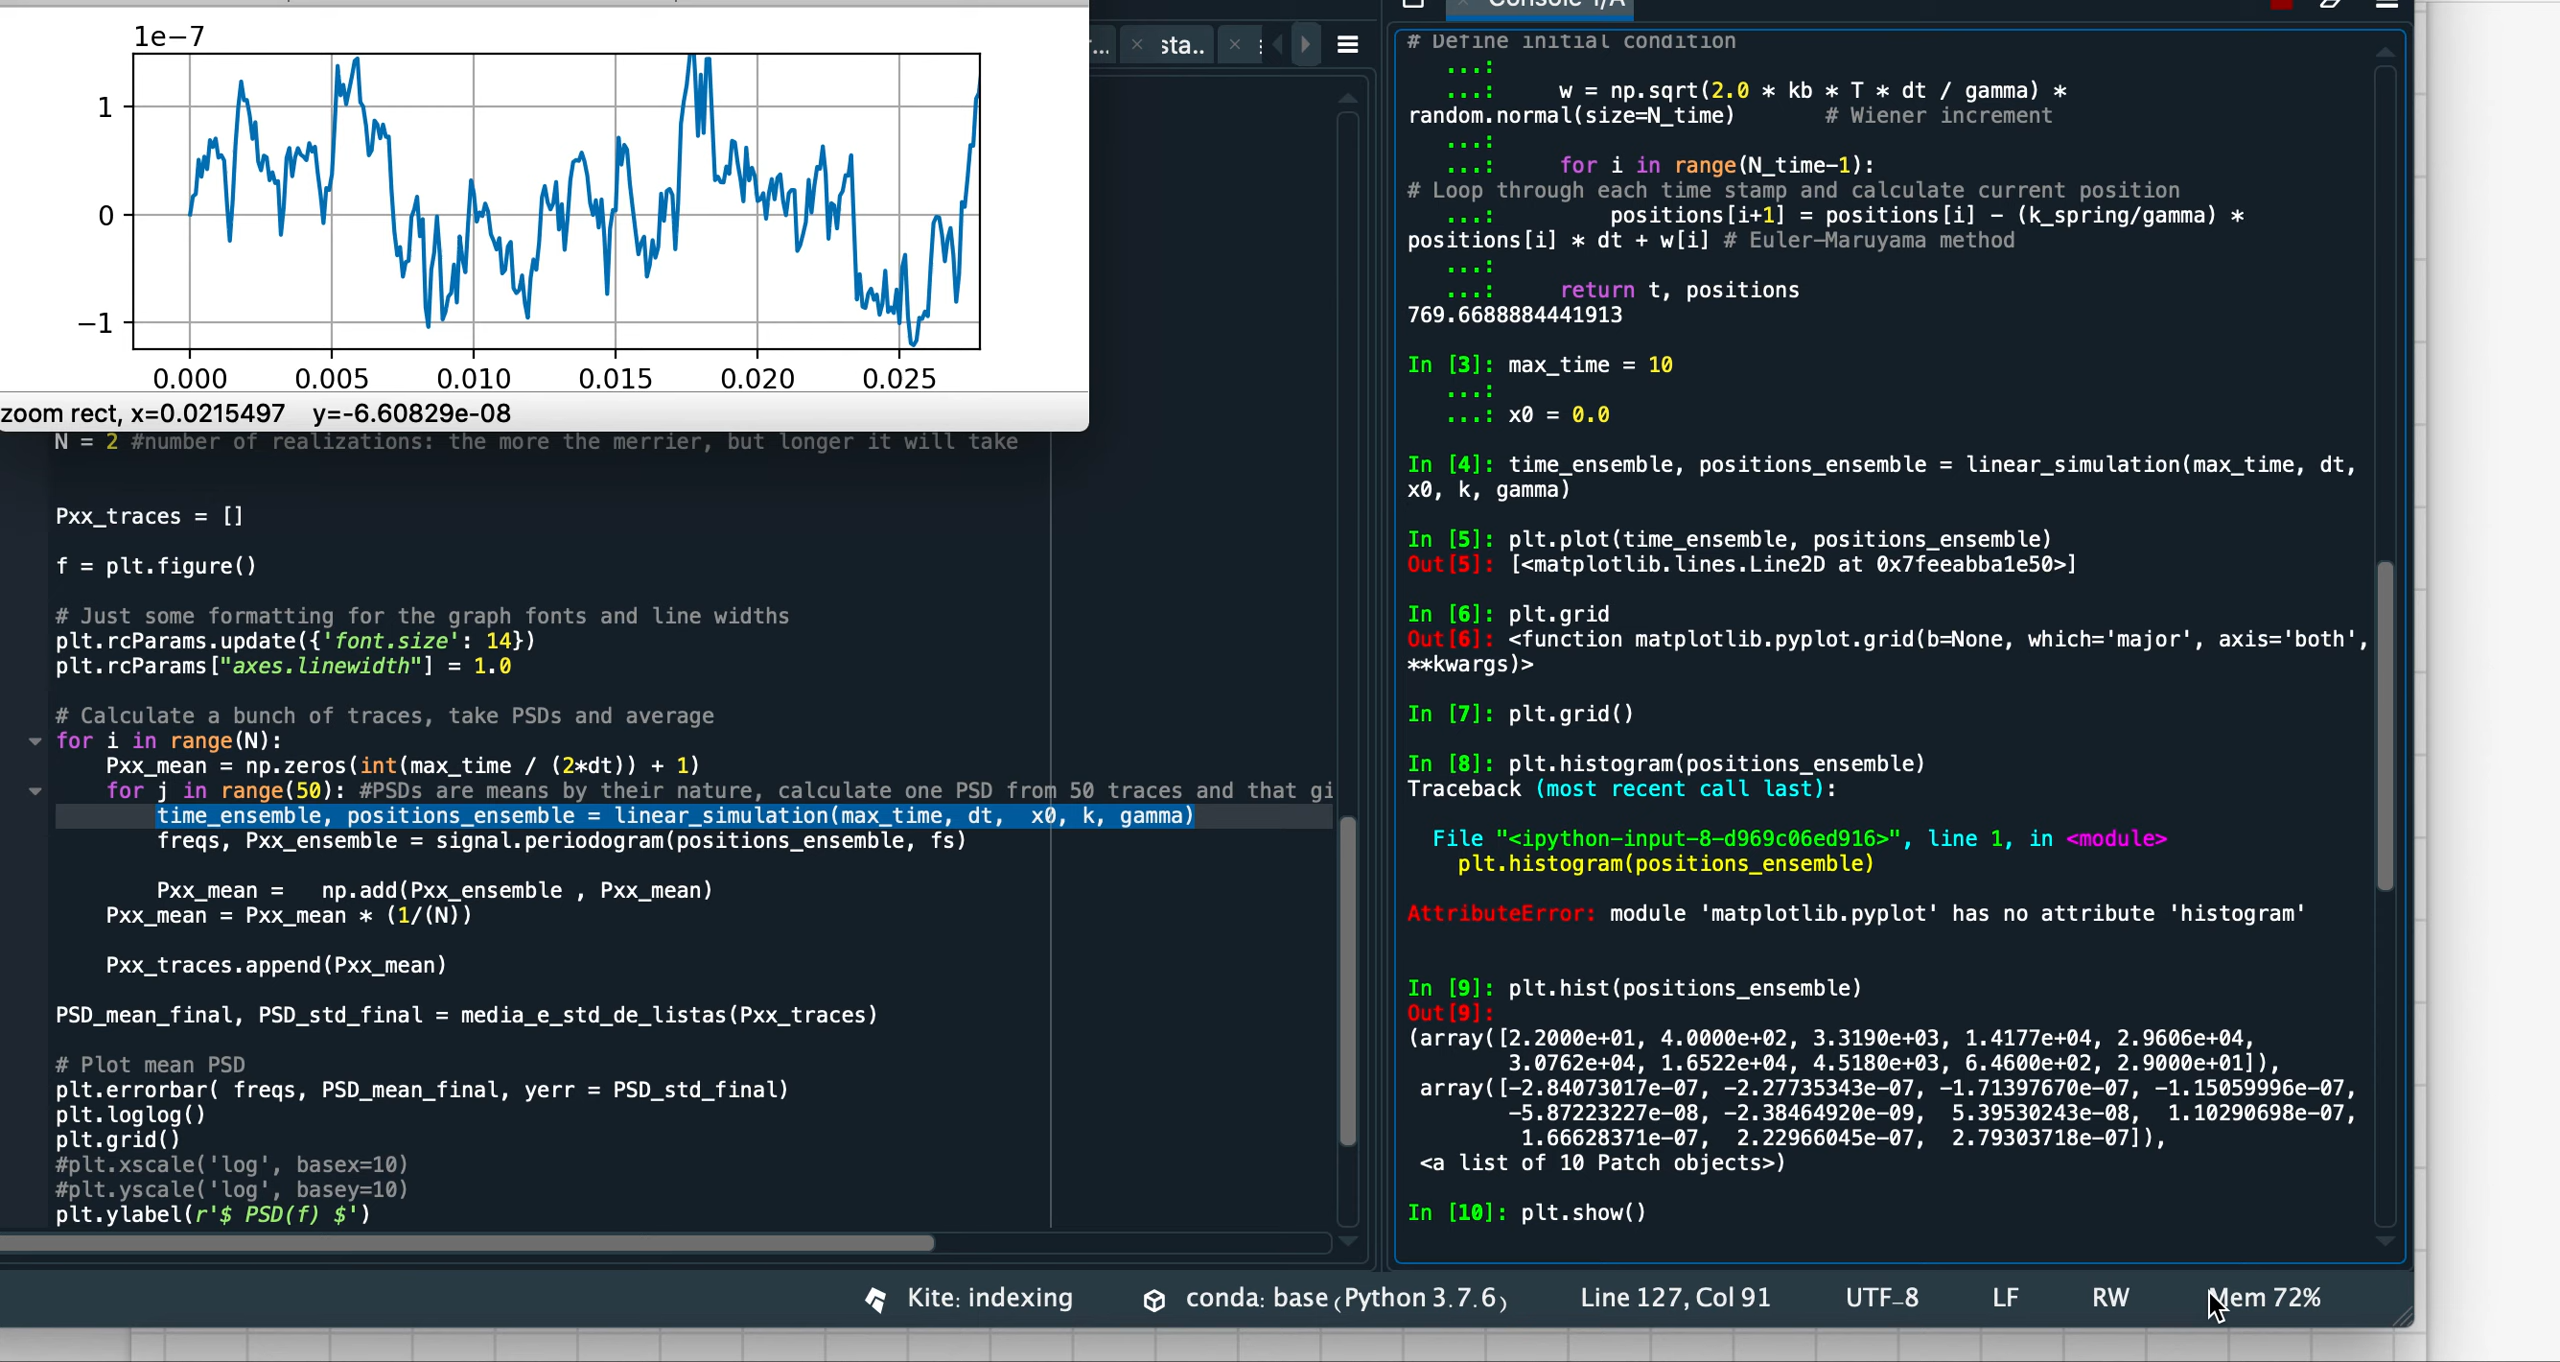 1e−7
1
0
−1
0.000 0.005 0.010 0.015 0.020 0.025
zoom rect, x=0.0215497 y=-6.60829e-08
sta..
N = 2 #number of realizations: the more the merrier, but longer it will take
Pxx_traces = []
f = plt.figure()
# Just some formatting for the graph fonts and line widths
plt.rcParams.update({'font.size': 14})
plt.rcParams["axes.linewidth"] = 1.0
# Calculate a bunch of traces, take PSDs and average
for i in range(N):
Pxx_mean = np.zeros(int(max_time / (2*dt)) + 1)
for j in range(50): #PSDs are means by their nature, calculate one PSD from 50 traces and that gi
time_ensemble, positions_ensemble = linear_simulation(max_time, dt, x0, k, gamma)
freqs, Pxx_ensemble = signal.periodogram(positions_ensemble, fs)
Pxx_mean = np.add(Pxx_ensemble , Pxx_mean)
Pxx_mean = Pxx_mean * (1/(N))
Pxx_traces.append(Pxx_mean)
PSD_mean_final, PSD_std_final = media_e_std_de_listas(Pxx_traces)
# Plot mean PSD
plt.errorbar( freqs, PSD_mean_final, yerr = PSD_std_final)
plt.loglog()
plt.grid()
#plt.xscale('log', basex=10)
#plt.yscale('log', basey=10)
plt.ylabel(r'$ PSD(f) $')
Console 1/A
# Define initial condition
...:
...: w = np.sqrt(2.0 * kb * T * dt / gamma) *
random.normal(size=N_time) # Wiener increment
...:
...: for i in range(N_time-1):
# Loop through each time stamp and calculate current position
...: positions[i+1] = positions[i] - (k_spring/gamma) *
positions[i] * dt + w[i] # Euler-Maruyama method
...:
...: return t, positions
769.6688884441913
In [3]: max_time = 10
...:
...: x0 = 0.0
In [4]: time_ensemble, positions_ensemble = linear_simulation(max_time, dt,
x0, k, gamma)
In [5]: plt.plot(time_ensemble, positions_ensemble)
Out[5]: [<matplotlib.lines.Line2D at 0x7feeabba1e50>]
In [6]: plt.grid
Out[6]: <function matplotlib.pyplot.grid(b=None, which='major', axis='both',
**kwargs)>
In [7]: plt.grid()
In [8]: plt.histogram(positions_ensemble)
Traceback (most recent call last):
File "<ipython-input-8-d969c06ed916>", line 1, in <module>
plt.histogram(positions_ensemble)
AttributeError: module 'matplotlib.pyplot' has no attribute 'histogram'
In [9]: plt.hist(positions_ensemble)
Out[9]:
(array([2.2000e+01, 4.0000e+02, 3.3190e+03, 1.4177e+04, 2.9606e+04,
3.0762e+04, 1.6522e+04, 4.5180e+03, 6.4600e+02, 2.9000e+01]),
array([-2.84073017e-07, -2.27735343e-07, -1.71397670e-07, -1.15059996e-07,
-5.87223227e-08, -2.38464920e-09, 5.39530243e-08, 1.10290698e-07,
1.66628371e-07, 2.22966045e-07, 2.79303718e-07]),
<a list of 10 Patch objects>)
In [10]: plt.show()
Kite: indexing conda: base (Python 3.7.6) Line 127, Col 91 UTF-8 LF RW Mem 72%